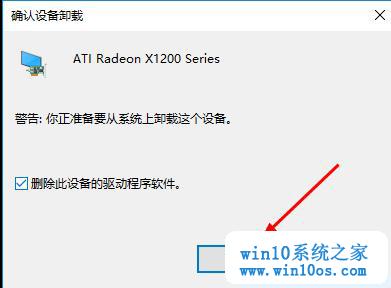 确认设备卸载
ATI Radeon X1200 Series
警告: 你正准备要从系统上卸载这个设备。
删除此设备的驱动程序软件。
win10系统之家
www.win10os.com